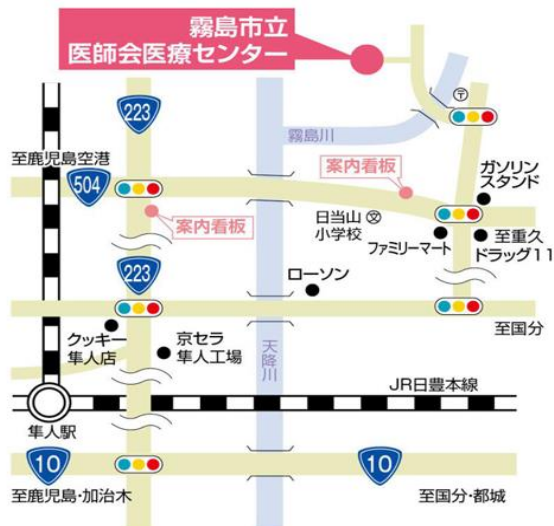 霧島市立
医師会医療センター
223
霧島川
〒
至鹿児島空港
504
案内看板
ガソリン
スタンド
案内看板
日当山
小学校
文
ファミリーマート
至重久
ドラッグ11
223
ローソン
至国分
クッキー
隼人店
京セラ
隼人工場
天降川
JR日豊本線
隼人駅
10
10
至鹿児島・加治木
至国分・都城